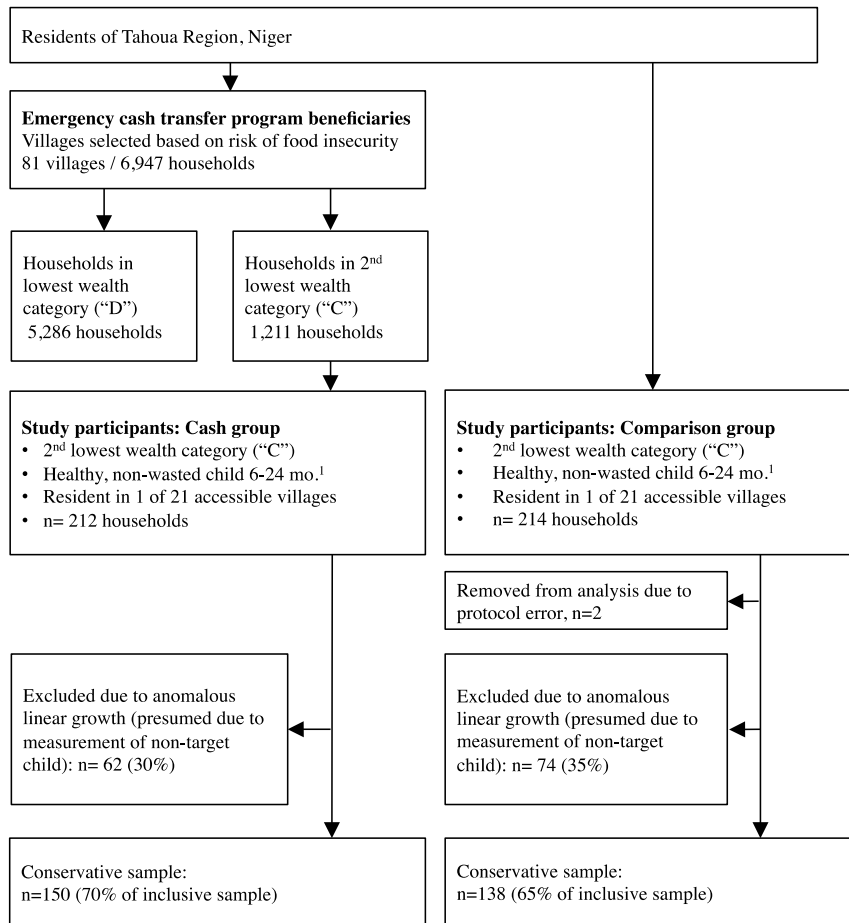 Residents of Tahoua Region, Niger
Emergency cash transfer program beneficiaries
Villages selected based on risk of food insecurity
81 villages / 6,947 households
Households in
lowest wealth
category (“D”)
5,286 households
Households in 2nd
lowest wealth
category (“C”)
1,211 households
Study participants: Cash group
• 2nd lowest wealth category (“C”)
• Healthy, non-wasted child 6-24 mo.1
• Resident in 1 of 21 accessible villages
• n= 212 households
Study participants: Comparison group
• 2nd lowest wealth category (“C”)
• Healthy, non-wasted child 6-24 mo.1
• Resident in 1 of 21 accessible villages
• n= 214 households
Removed from analysis due to
protocol error, n=2
Excluded due to anomalous
linear growth (presumed due to
measurement of non-target
child): n= 62 (30%)
Excluded due to anomalous
linear growth (presumed due to
measurement of non-target
child): n= 74 (35%)
Conservative sample:
n=150 (70% of inclusive sample)
Conservative sample:
n=138 (65% of inclusive sample)